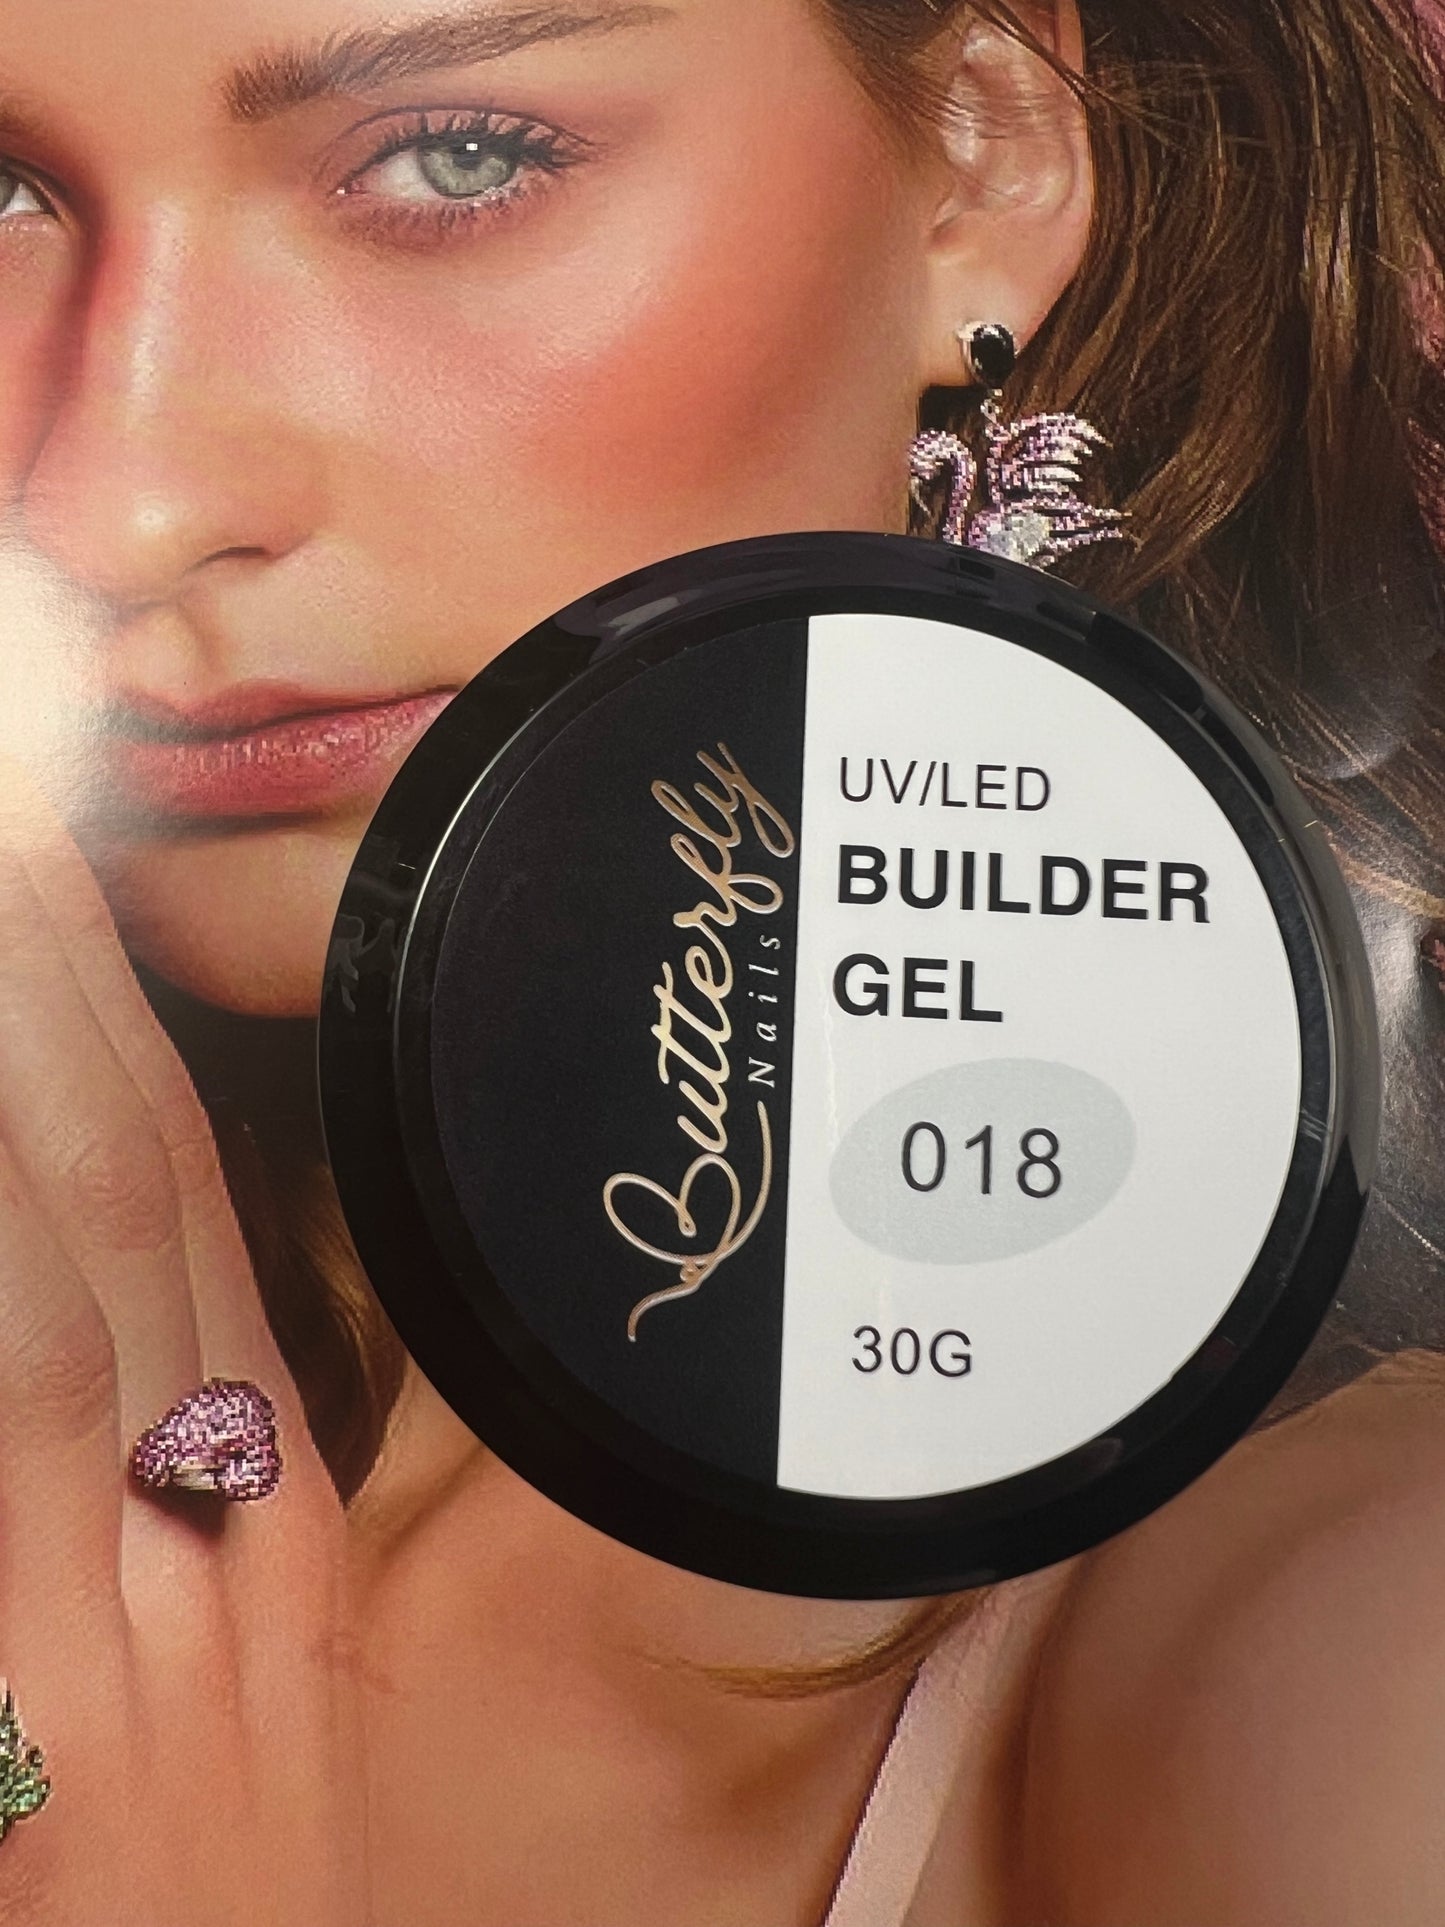 Butterfly
Nails
UV/LED
BUILDER
GEL
018
30G